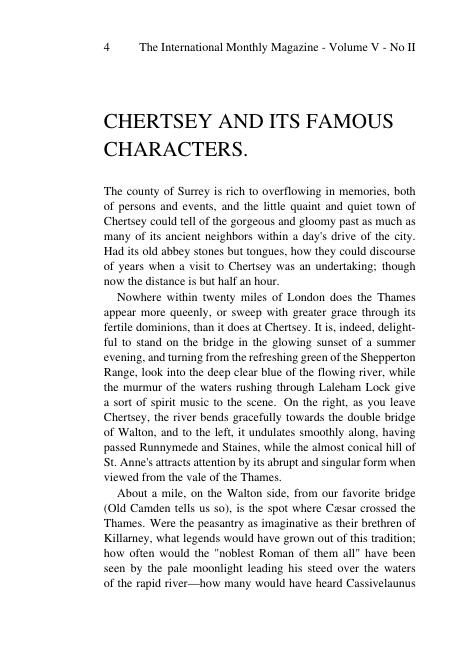 4 The International Monthly Magazine - Volume V - No II
CHERTSEY AND ITS FAMOUS
CHARACTERS.
The county of Surrey is rich to overflowing in memories, both
of persons and events, and the little quaint and quiet town of
Chertsey could tell of the gorgeous and gloomy past as much as
many of its ancient neighbors within a day's drive of the city.
Had its old abbey stones but tongues, how they could discourse
of years when a visit to Chertsey was an undertaking; though
now the distance is but half an hour.
Nowhere within twenty miles of London does the Thames
appear more queenly, or sweep with greater grace through its
fertile dominions, than it does at Chertsey. It is, indeed, delight-
ful to stand on the bridge in the glowing sunset of a summer
evening, and turning from the refreshing green of the Shepperton
Range, look into the deep clear blue of the flowing river, while
the murmur of the waters rushing through Laleham Lock give
a sort of spirit music to the scene. On the right, as you leave
Chertsey, the river bends gracefully towards the double bridge
of Walton, and to the left, it undulates smoothly along, having
passed Runnymede and Staines, while the almost conical hill of
St. Anne's attracts attention by its abrupt and singular form when
viewed from the vale of the Thames.
About a mile, on the Walton side, from our favorite bridge
(Old Camden tells us so), is the spot where Cæsar crossed the
Thames. Were the peasantry as imaginative as their brethren of
Killarney, what legends would have grown out of this tradition;
how often would the "noblest Roman of them all" have been
seen by the pale moonlight leading his steed over the waters
of the rapid river—how many would have heard Cassivelaunus